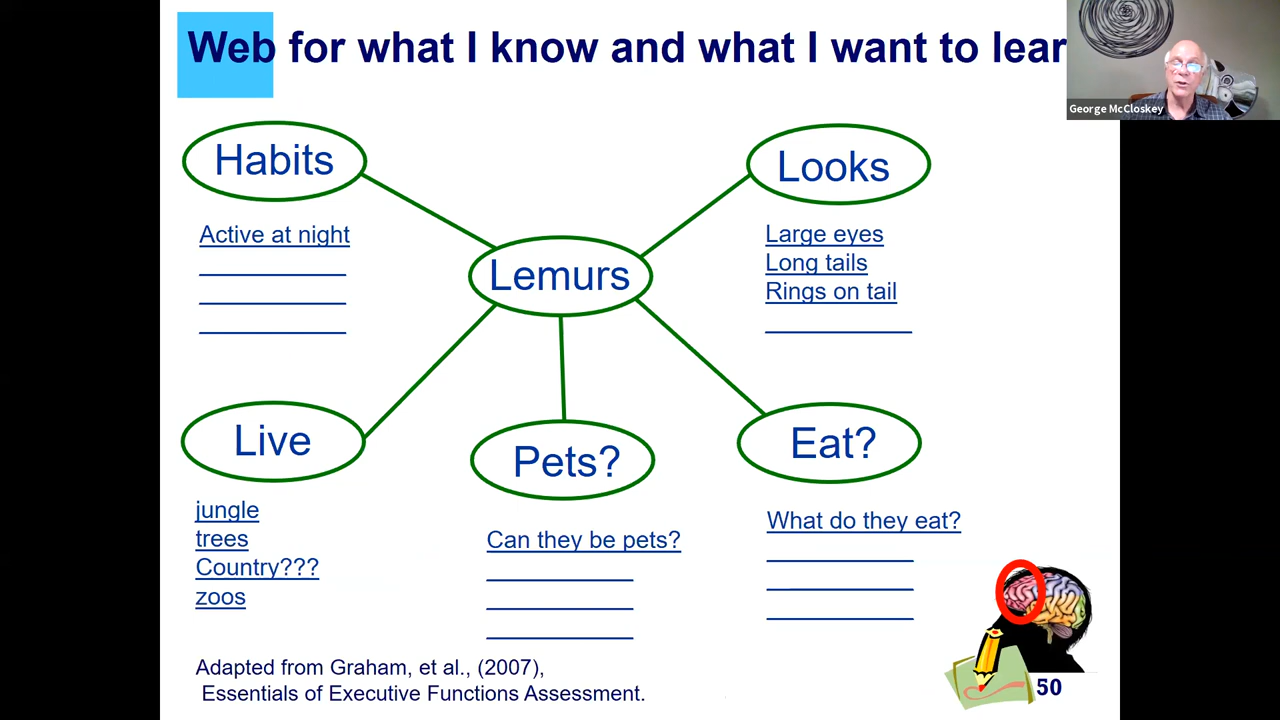 Web for what I know and what I want to lear
George McCloskey
Habits
Looks
Active at night
Large eyes
Long tails
Rings on tail
Lemurs
Live
Pets?
Eat?
jungle
trees
Country???
zoos
Can they be pets?
What do they eat?
Adapted from Graham, et al., (2007),
Essentials of Executive Functions Assessment.
50